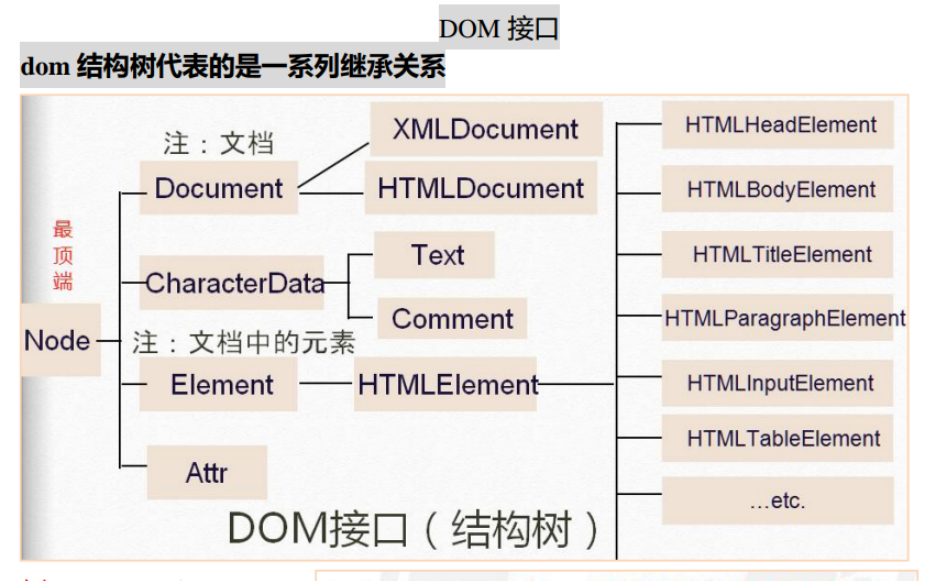 DOM 接口
dom 结构树代表的是一系列继承关系
注：文档
XMLDocument
Document
HTMLDocument
最
顶
端
CharacterData
Text
Comment
Node
注：文档中的元素
Element
HTMLElement
Attr
HTMLHeadElement
HTMLBodyElement
HTMLTitleElement
HTMLParagraphElement
HTMLInputElement
HTMLTableElement
...etc.
DOM接口（结构树）